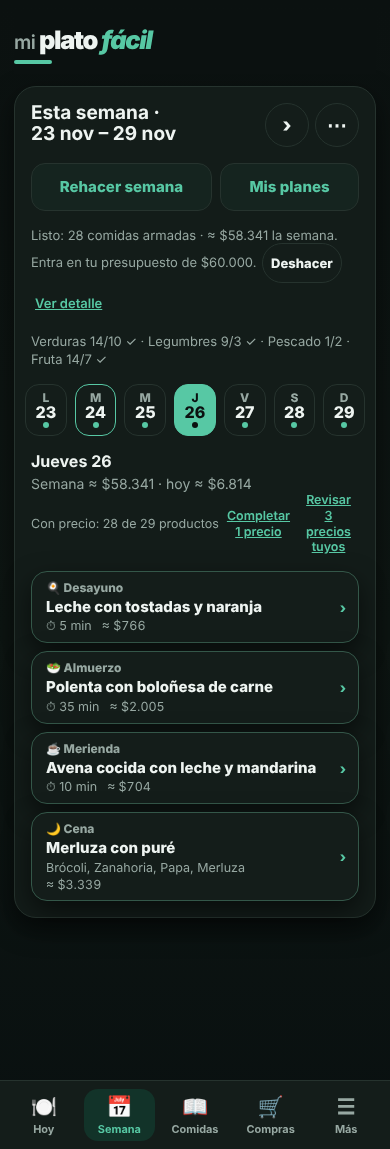 mi plato fácil
Esta semana ·
23 nov – 29 nov
Rehacer semana
Mis planes
Listo: 28 comidas armadas · ≈ $58.341 la semana.
Entra en tu presupuesto de $60.000. Deshacer
Ver detalle
Verduras 14/10 ✓ · Legumbres 9/3 ✓ · Pescado 1/2 ·
Fruta 14/7 ✓
L M M J V S D
23 24 25 26 27 28 29
Jueves 26
Semana ≈ $58.341 · hoy ≈ $6.814
Con precio: 28 de 29 productos
Completar
1 precio
Revisar
3
precios
tuyos
Desayuno
Leche con tostadas y naranja
5 min ≈ $766
Almuerzo
Polenta con boloñesa de carne
35 min ≈ $2.005
Merienda
Avena cocida con leche y mandarina
10 min ≈ $704
Cena
Merluza con puré
Brócoli, Zanahoria, Papa, Merluza
≈ $3.339
Hoy Semana Comidas Compras Más